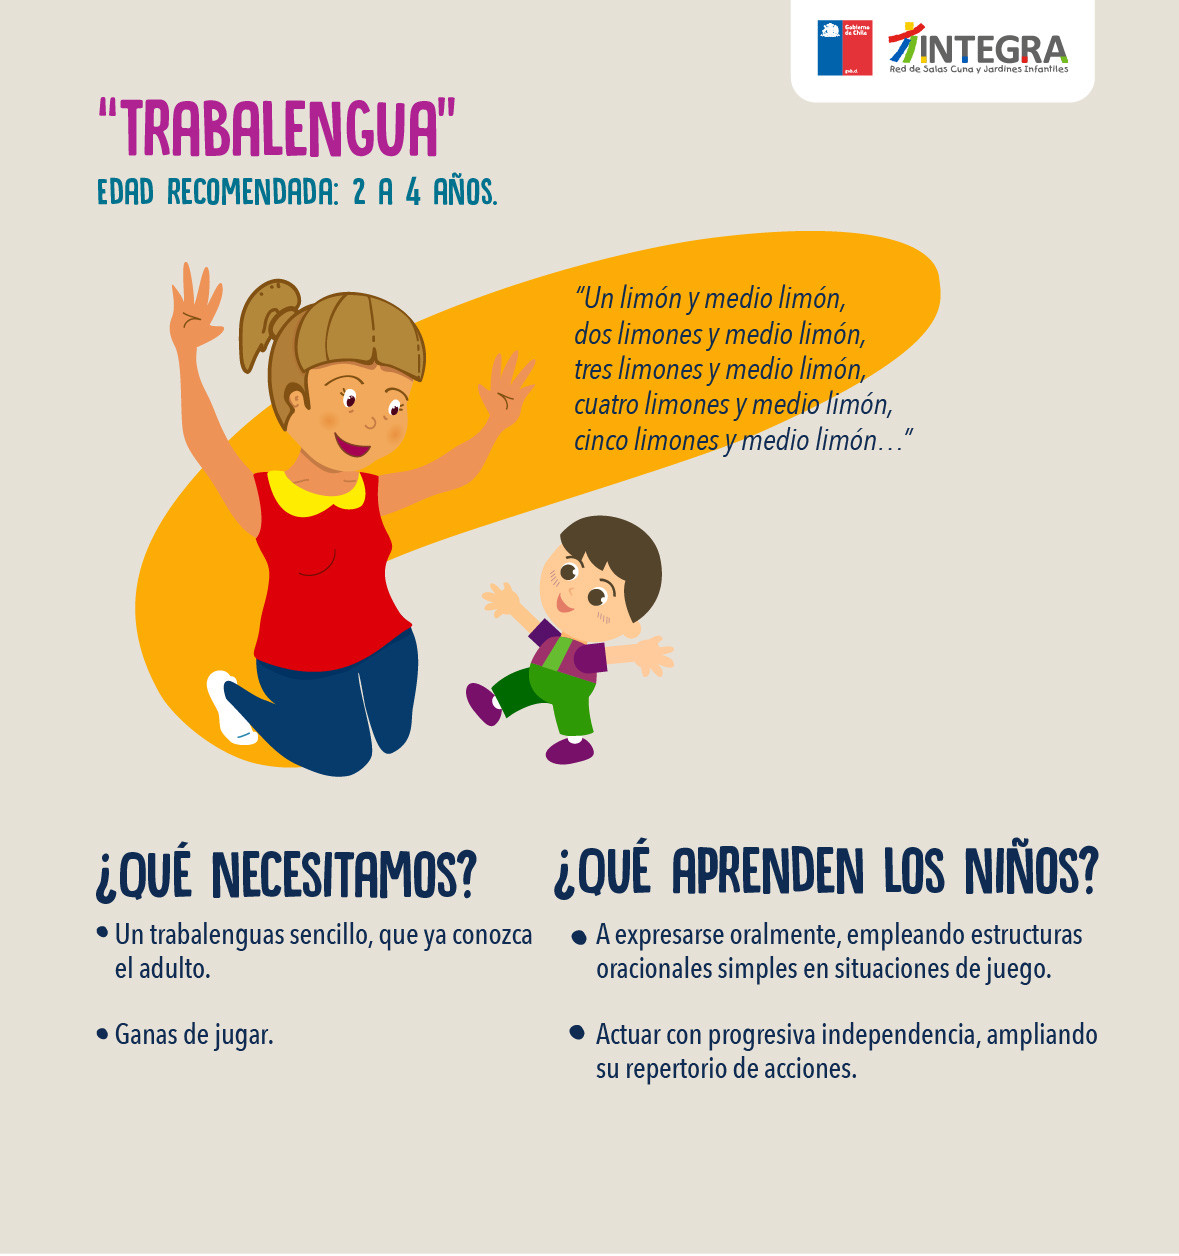 Gobierno
de Chile
gob.cl
INTEGRA
Red de Salas Cuna y Jardines Infantiles
“TRABALENGUA”
EDAD RECOMENDADA: 2 A 4 AÑOS.
“Un limón y medio limón,
dos limones y medio limón,
tres limones y medio limón,
cuatro limones y medio limón,
cinco limones y medio limón...”
¿QUÉ NECESITAMOS?
• Un trabalenguas sencillo, que ya conozca
el adulto.
• Ganas de jugar.
¿QUÉ APRENDEN LOS NIÑOS?
• A expresarse oralmente, empleando estructuras
oracionales simples en situaciones de juego.
• Actuar con progresiva independencia, ampliando
su repertorio de acciones.